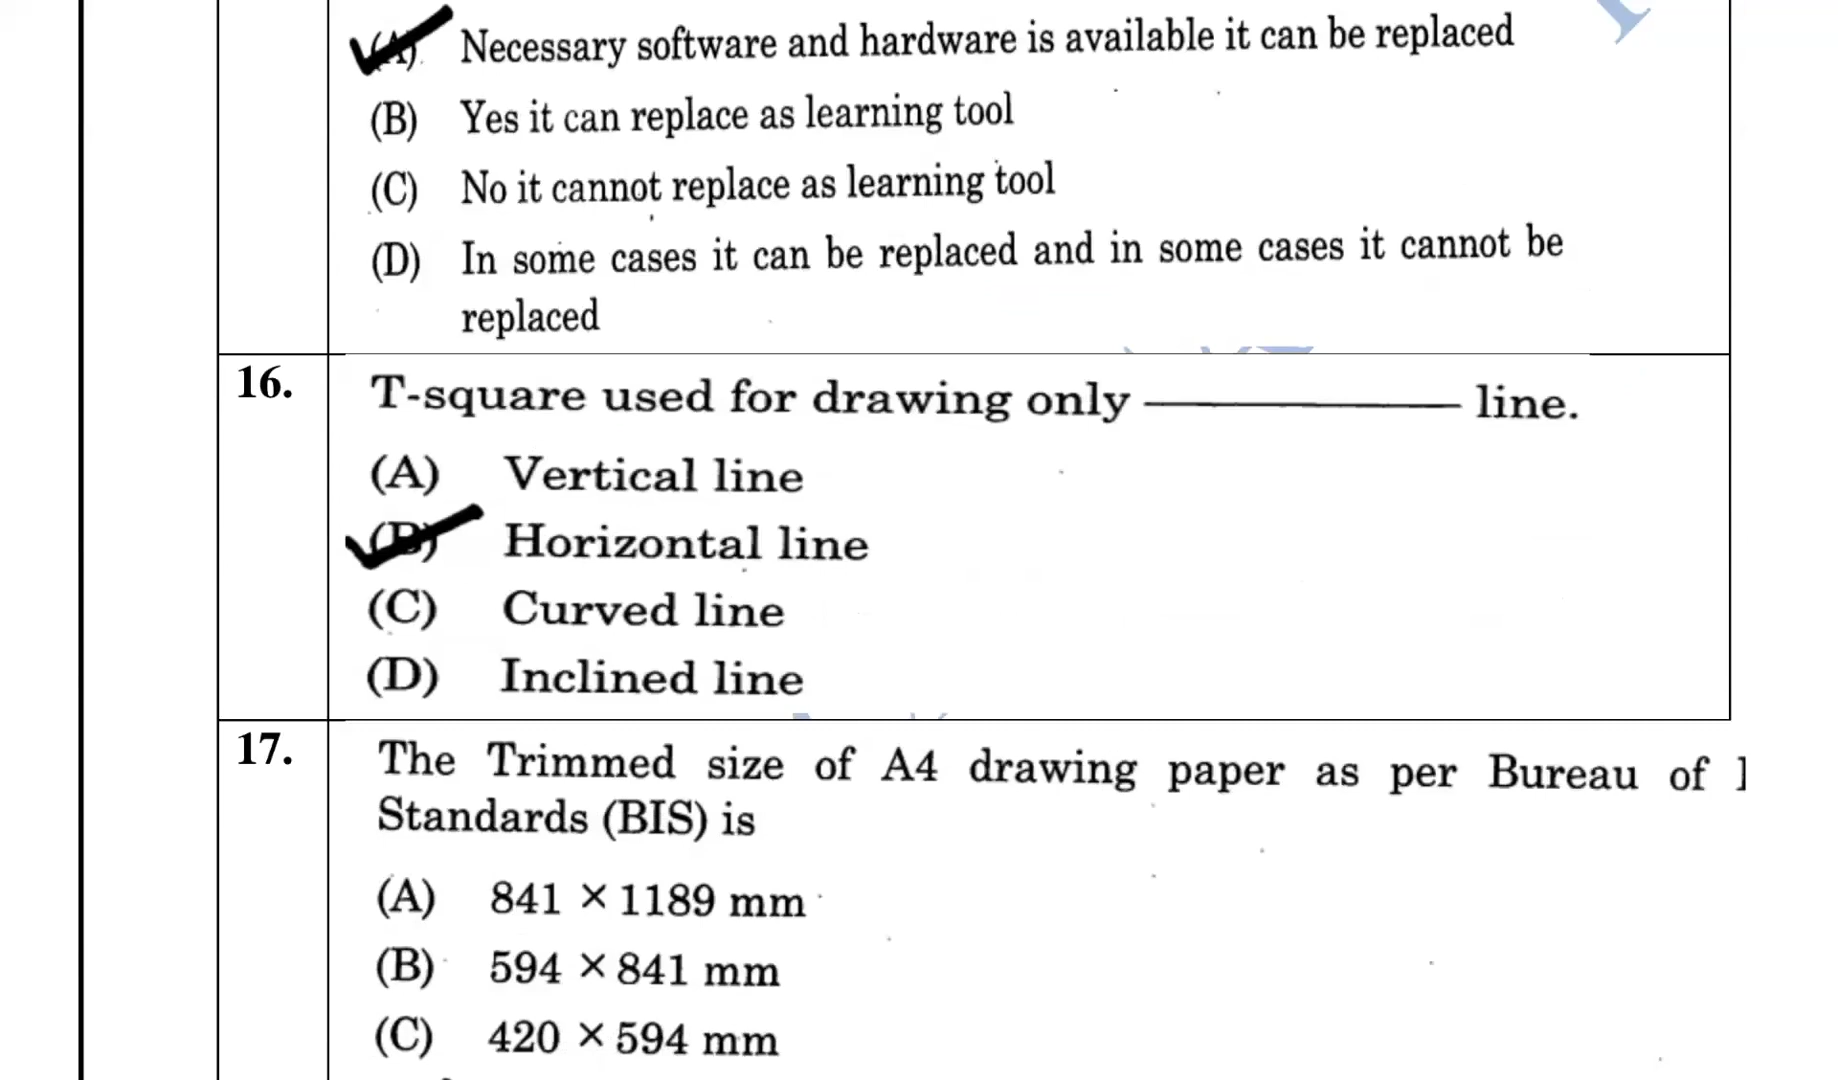 (A) Necessary software and hardware is available it can be replaced
(B) Yes it can replace as learning tool
(C) No it cannot replace as learning tool
(D) In some cases it can be replaced and in some cases it cannot be
replaced
16. T-square used for drawing only ———— line.
(A) Vertical line
(B) Horizontal line
(C) Curved line
(D) Inclined line
17. The Trimmed size of A4 drawing paper as per Bureau of
Standards (BIS) is
(A) 841 × 1189 mm
(B) 594 × 841 mm
(C) 420 × 594 mm